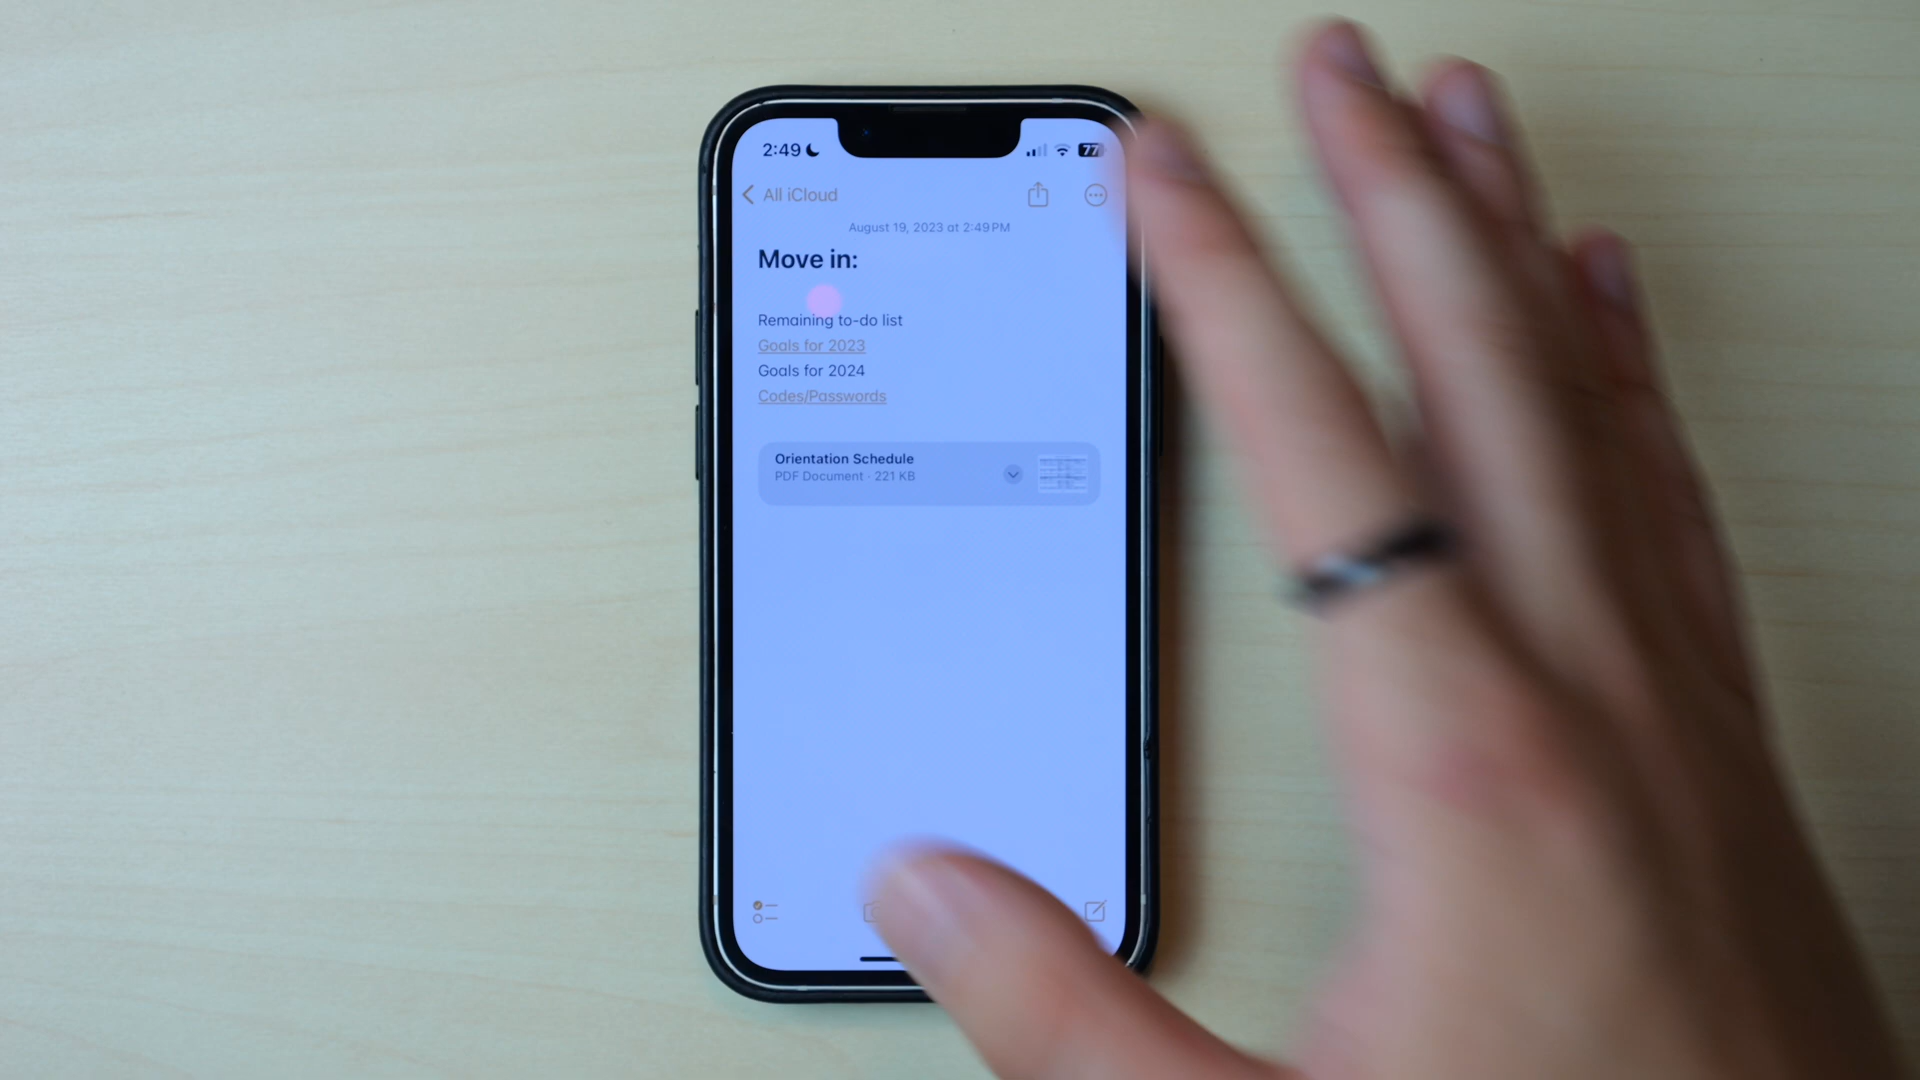 2:49
77
All iCloud
August 19, 2023 at 2:49 PM
Move in:
Remaining to-do list
Goals for 2023
Goals for 2024
Codes/Passwords
Orientation Schedule
PDF Document · 221 KB